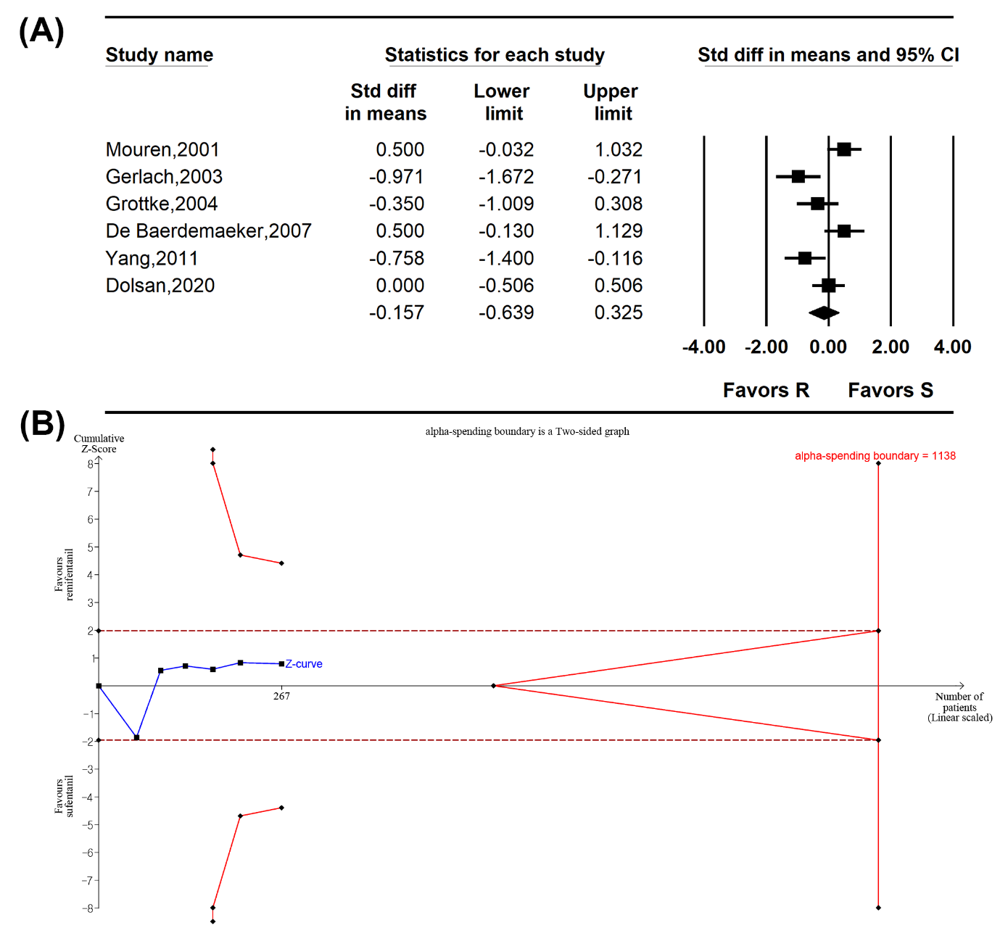 (A)
Study name Statistics for each study Std diff in means and 95% CI
Std diff Lower Upper
in means limit limit
Mouren,2001 0.500 -0.032 1.032
Gerlach,2003 -0.971 -1.672 -0.271
Grottke,2004 -0.350 -1.009 0.308
De Baerdemaeker,2007 0.500 -0.130 1.129
Yang,2011 -0.758 -1.400 -0.116
Dolsan,2020 0.000 -0.506 0.506
-0.157 -0.639 0.325
-4.00 -2.00 0.00 2.00 4.00
Favors R Favors S
(B)
alpha-spending boundary is a Two-sided graph
Cumulative
Z-Score
alpha-spending boundary = 1138
8
7
6
5
4
3
2
1
-1
-2
-3
-4
-5
-6
-7
-8
Favours
remifentanil
Favours
sufentanil
Z-curve
267
Number of
patients
(Linear scaled)